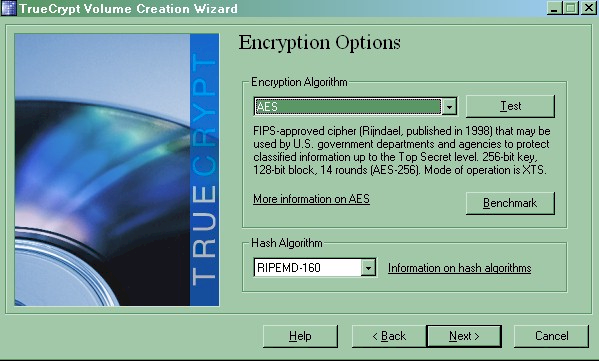 TrueCrypt Volume Creation Wizard
TRUECRYPT
Encryption Options
Encryption Algorithm
AES
Test
FIPS-approved cipher (Rijndael, published in 1998) that may be
used by U.S. government departments and agencies to protect
classified information up to the Top Secret level. 256-bit key,
128-bit block, 14 rounds (AES-256). Mode of operation is XTS.
More information on AES
Benchmark
Hash Algorithm
RIPEMD-160
Information on hash algorithms
Help
< Back
Next >
Cancel